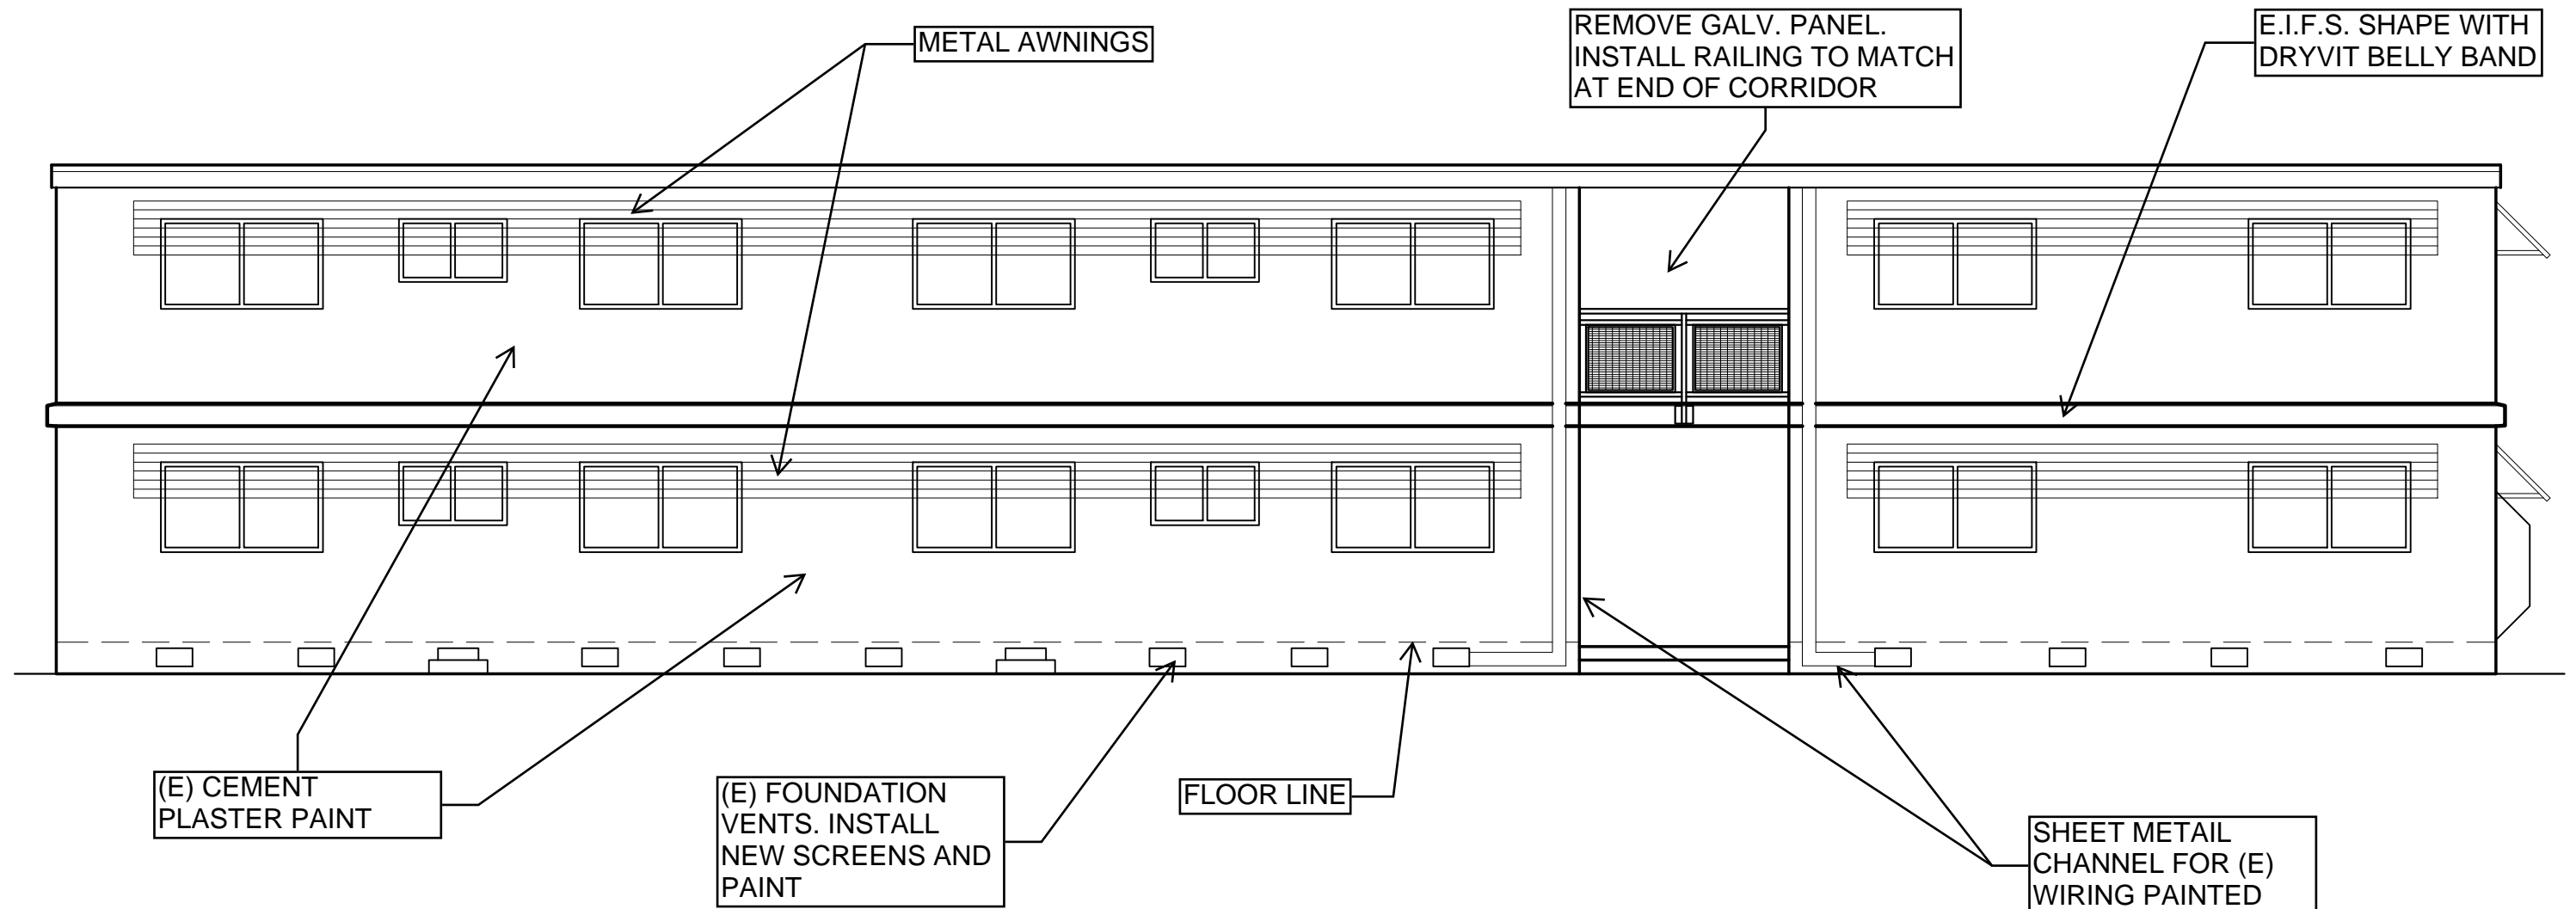 METAL AWNINGS
REMOVE GALV. PANEL.
INSTALL RAILING TO MATCH
AT END OF CORRIDOR
E.I.F.S. SHAPE WITH
DRYVIT BELLY BAND
(E) CEMENT
PLASTER PAINT
(E) FOUNDATION
VENTS. INSTALL
NEW SCREENS AND
PAINT
FLOOR LINE
SHEET METAIL
CHANNEL FOR (E)
WIRING PAINTED